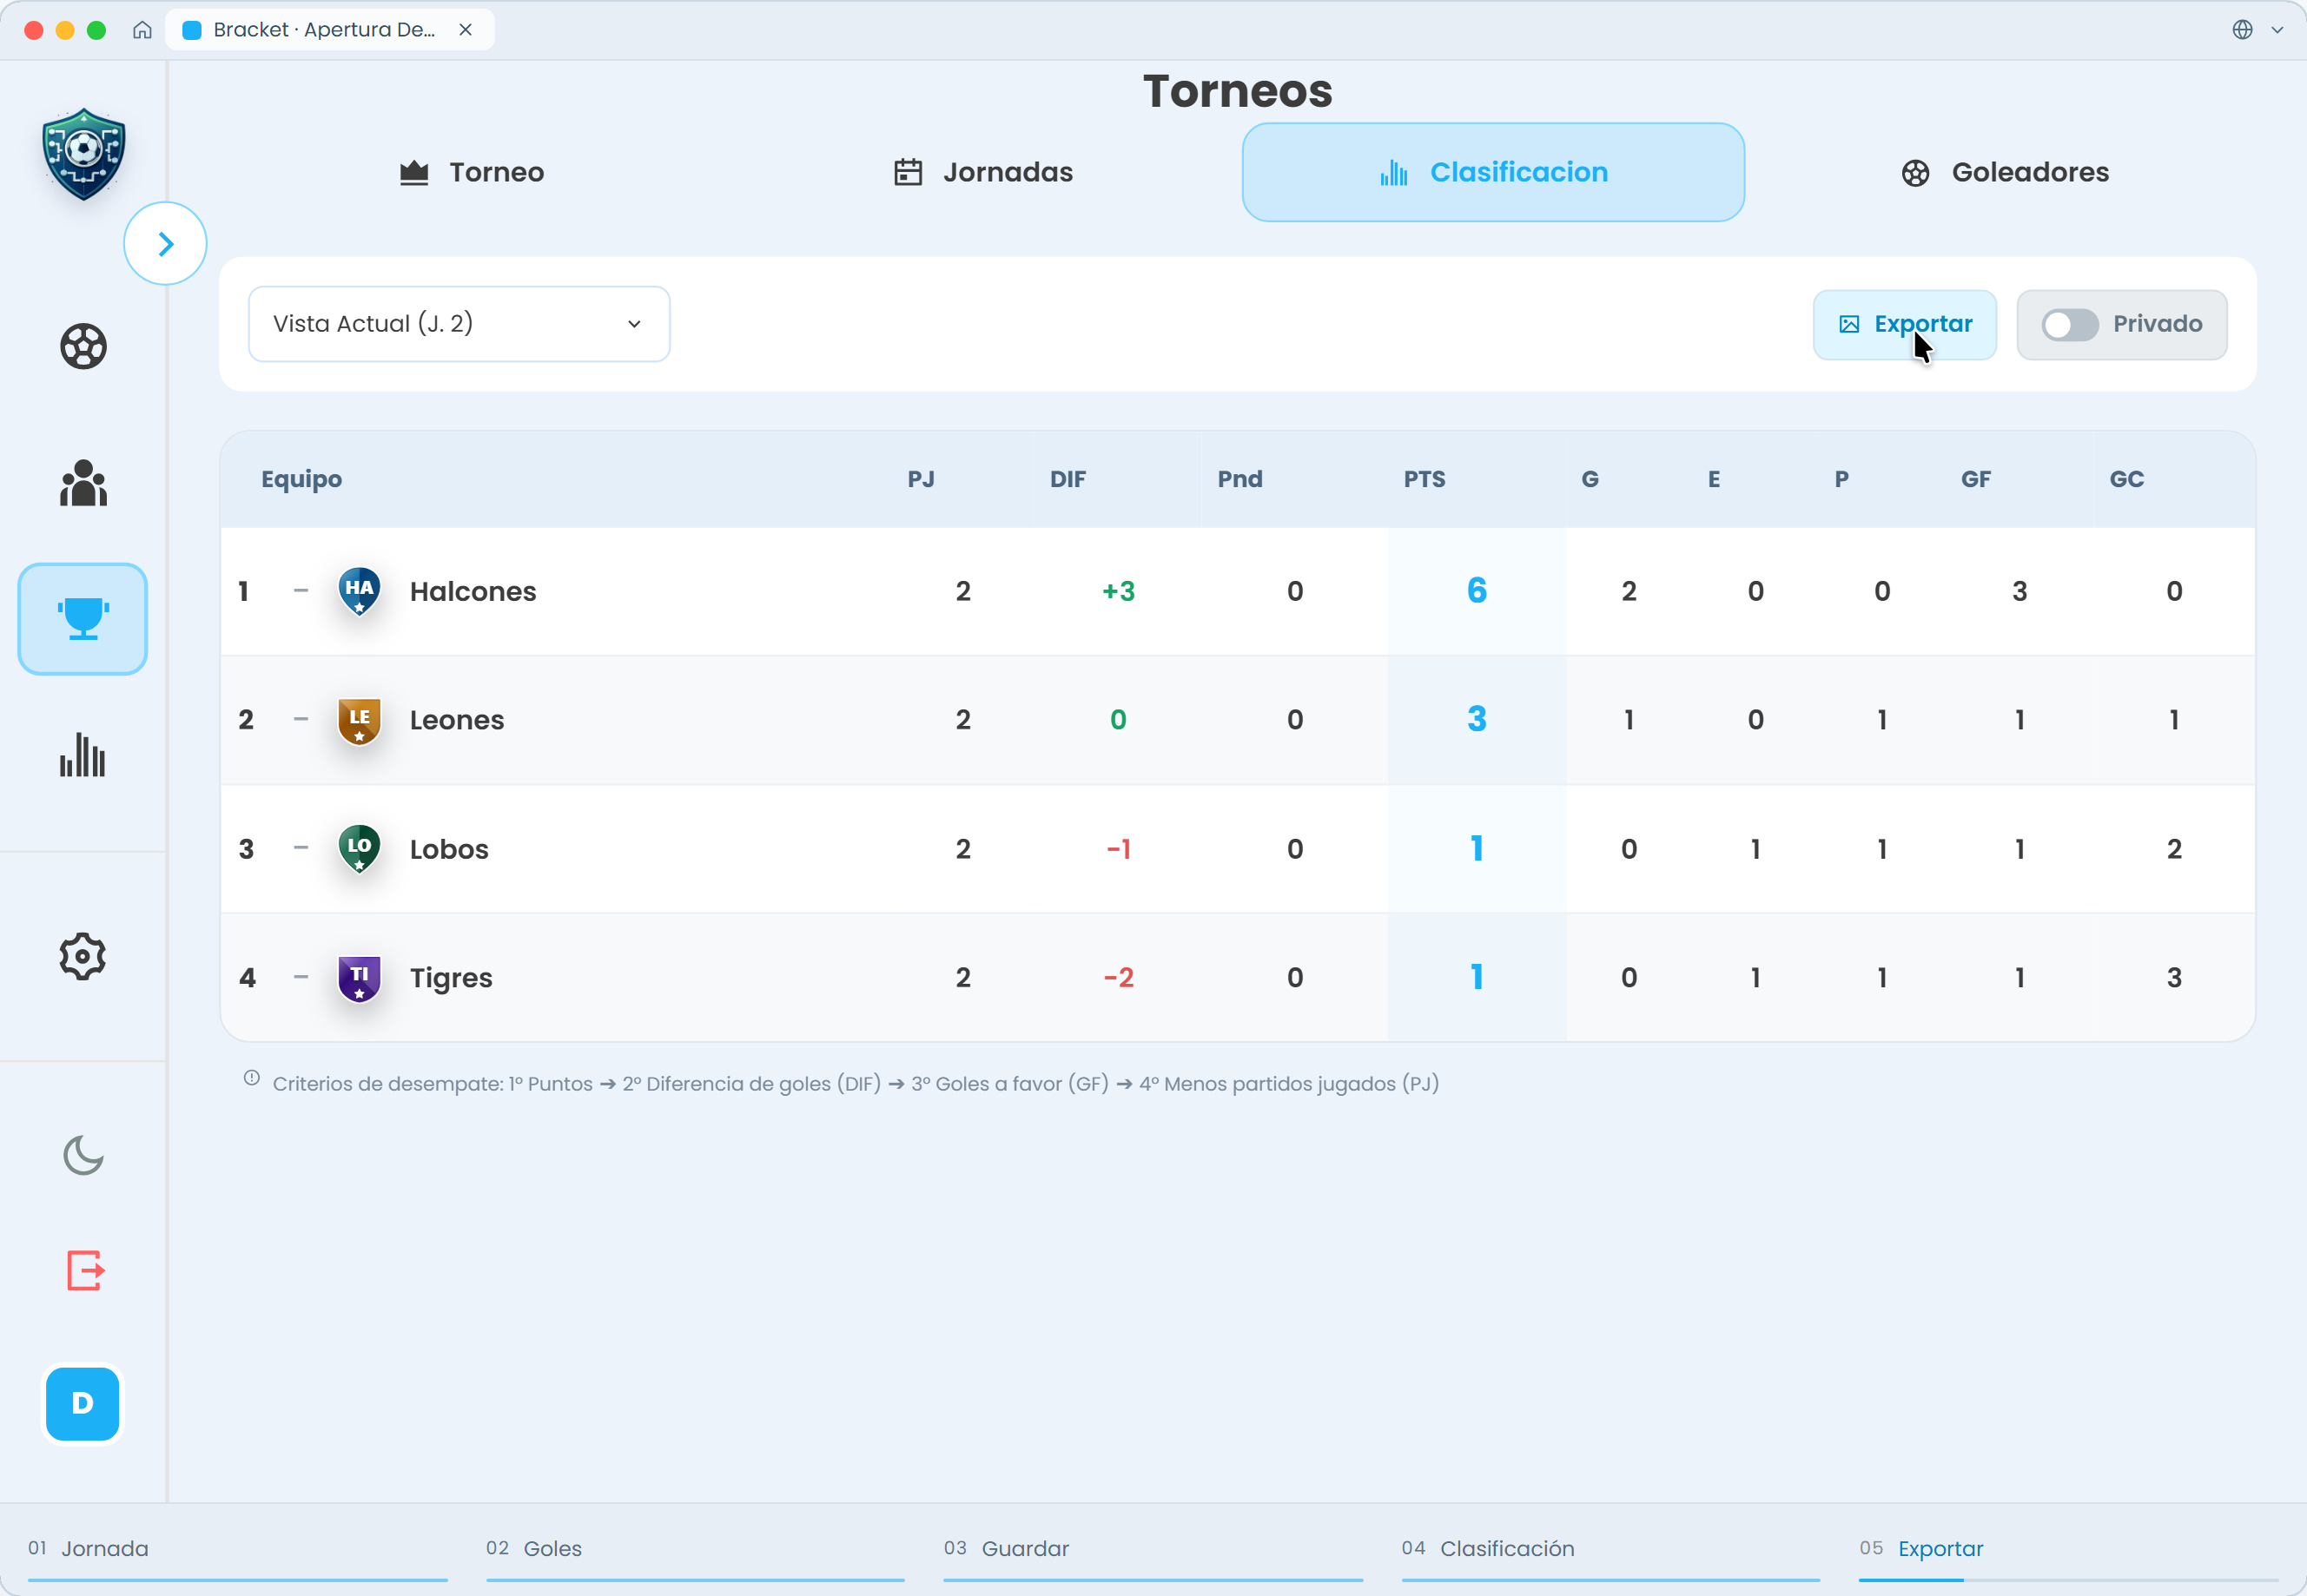 Bracket · Apertura De...
Torneos
Torneo
Jornadas
Clasificacion
Goleadores
Vista Actual (J. 2)
Exportar
Privado
Equipo PJ DIF Pnd PTS G E P GF GC
1 – HA Halcones 2 +3 0 6 2 0 0 3 0
2 – LE Leones 2 0 0 3 1 0 1 1 1
3 – LO Lobos 2 -1 0 1 0 1 1 1 2
4 – TI Tigres 2 -2 0 1 0 1 1 1 3
Criterios de desempate: 1º Puntos ➔ 2º Diferencia de goles (DIF) ➔ 3º Goles a favor (GF) ➔ 4º Menos partidos jugados (PJ)
D
01 Jornada
02 Goles
03 Guardar
04 Clasificación
05 Exportar